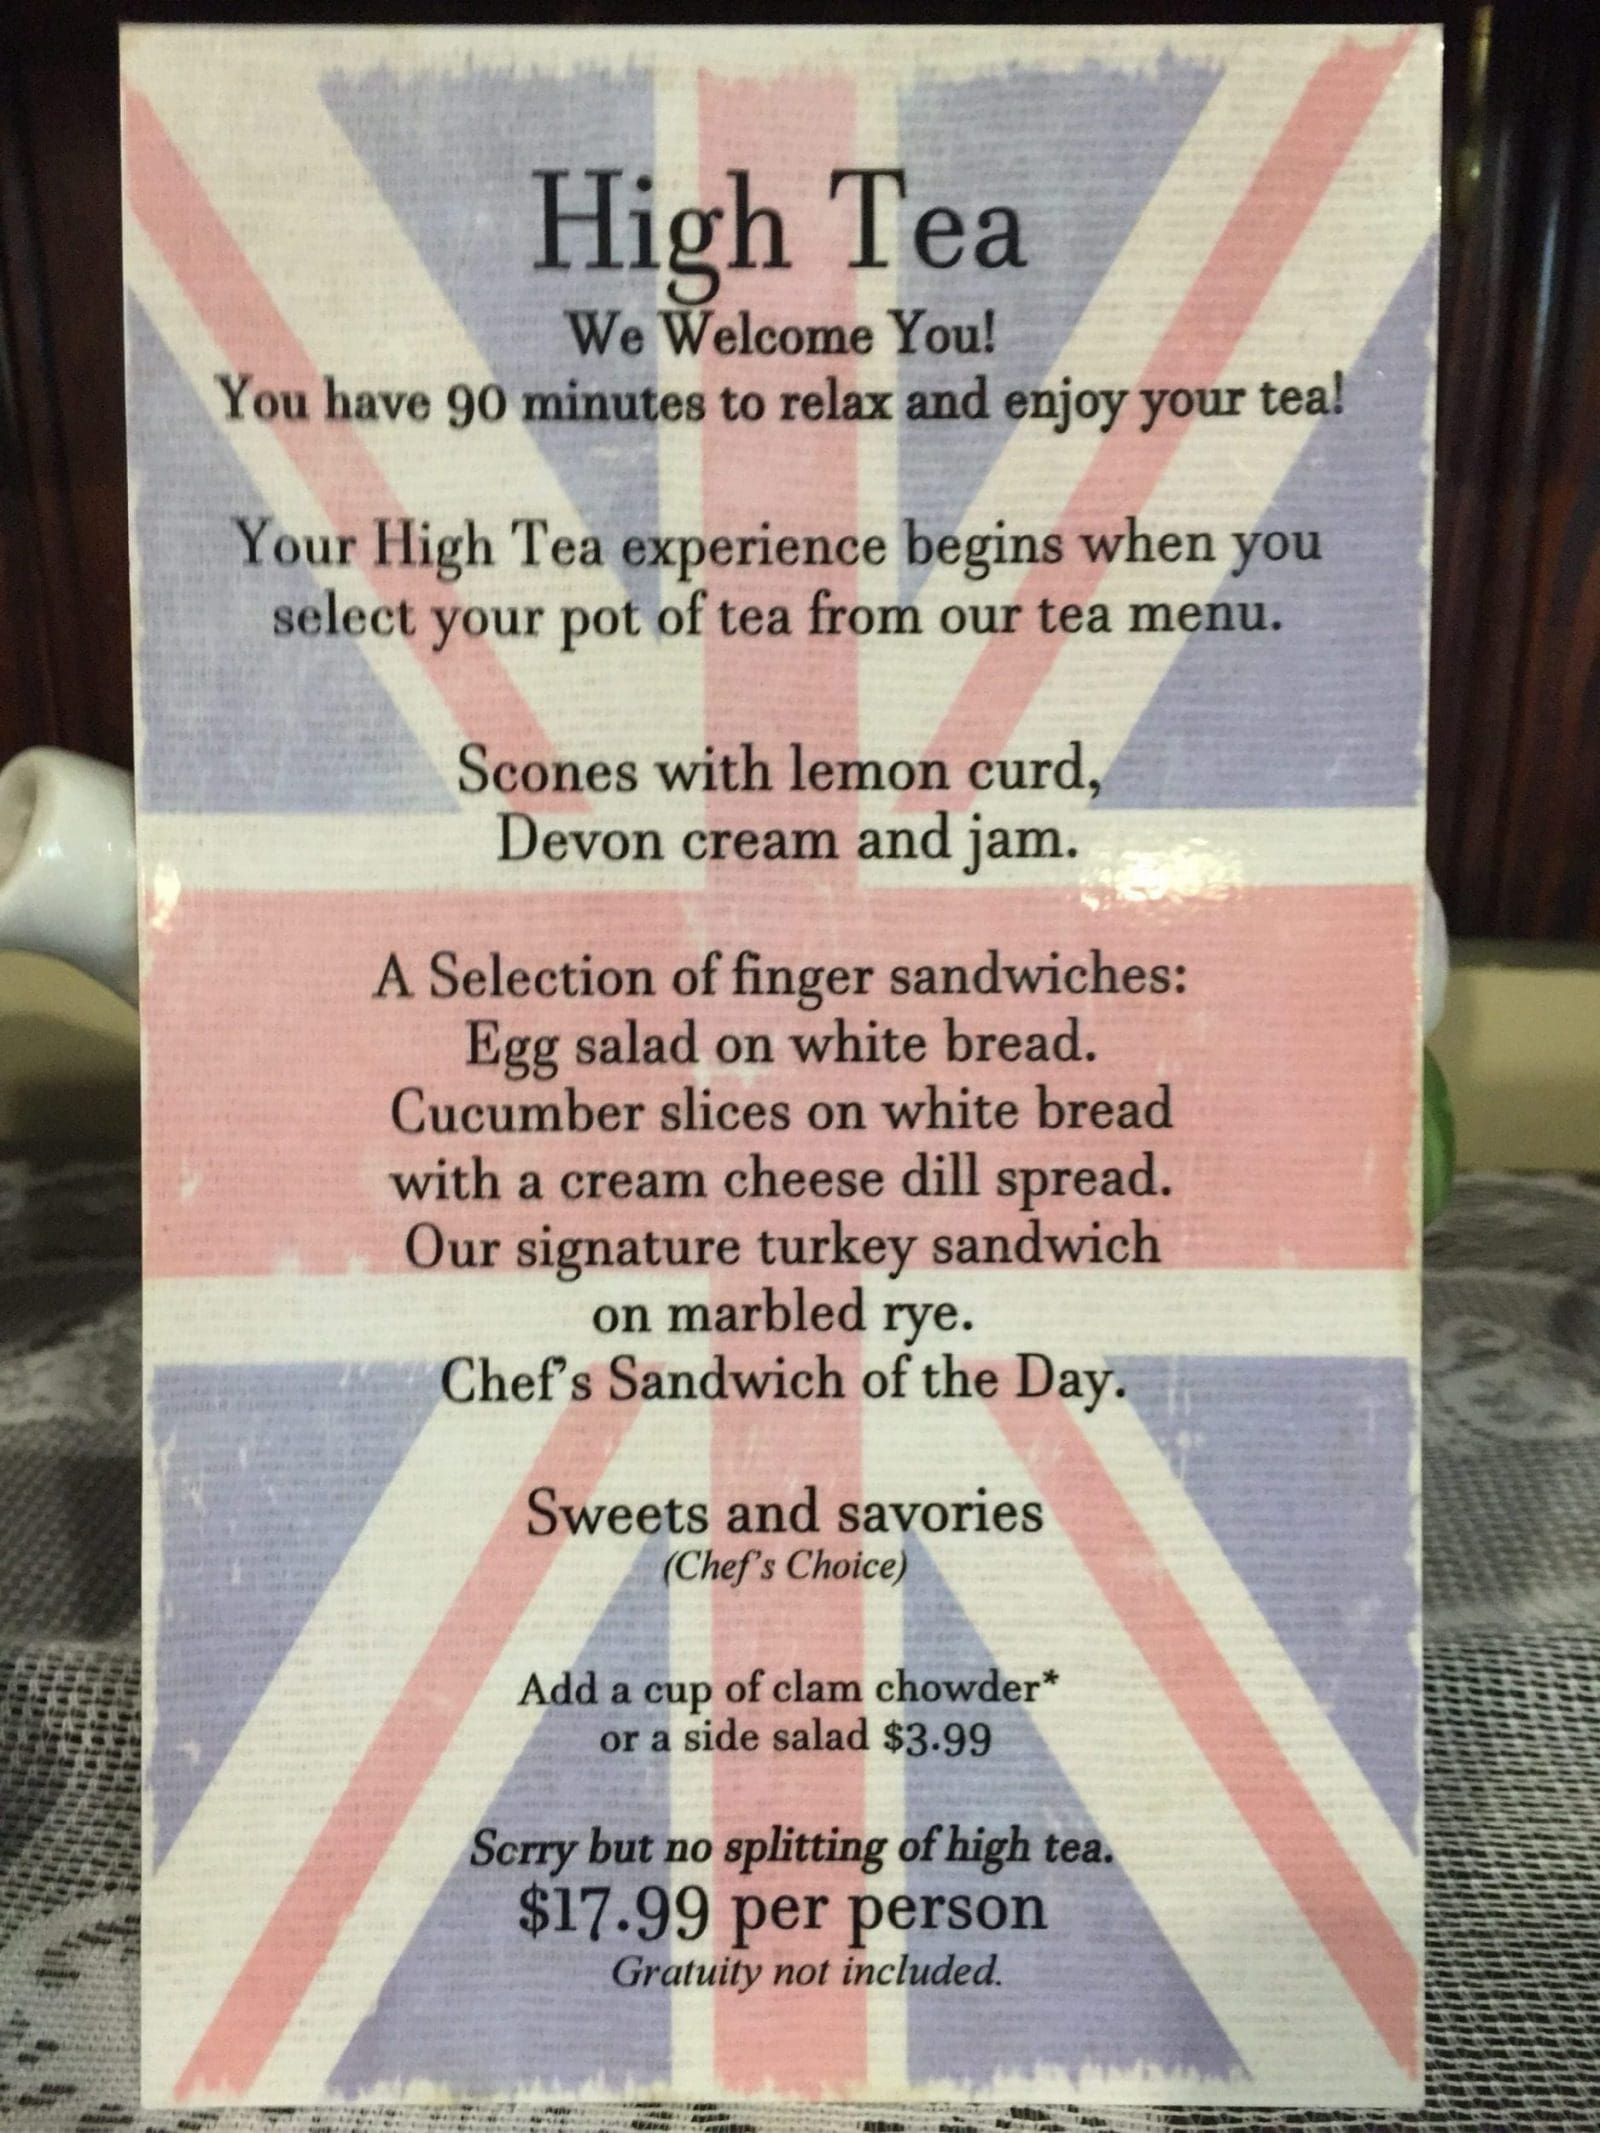 High Tea
We Welcome You!
You have 90 minutes to relax and enjoy your tea!
Your High Tea experience begins when you
select your pot of tea from our tea menu.
Scones with lemon curd,
Devon cream and jam.
A Selection of finger sandwiches:
Egg salad on white bread.
Cucumber slices on white bread
with a cream cheese dill spread.
Our signature turkey sandwich
on marbled rye.
Chef's Sandwich of the Day.
Sweets and savories
(Chef's Choice)
Add a cup of clam chowder*
or a side salad $3.99
Sorry but no splitting of high tea.
$17.99 per person
Gratuity not included.